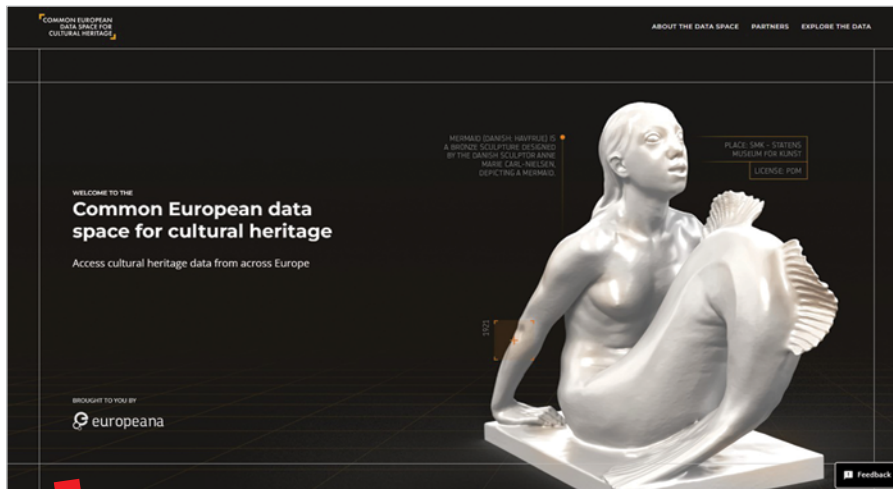 COMMON EUROPEAN
DATA SPACE FOR
CULTURAL HERITAGE
ABOUT THE DATA SPACE PARTNERS EXPLORE THE DATA
MERMAID (DANISH: HAVFRUE) IS
A BRONZE SCULPTURE DESIGNED
BY THE DANISH SCULPTOR ANNE
MARIE CARL-NIELSEN,
DEPICTING A MERMAID.
PLACE: SMK - STATENS
MUSEUM FOR KUNST
LICENSE: PDM
WELCOME TO THE
Common European data
space for cultural heritage
Access cultural heritage data from across Europe
1921
BROUGHT TO YOU BY
europeana
Feedback